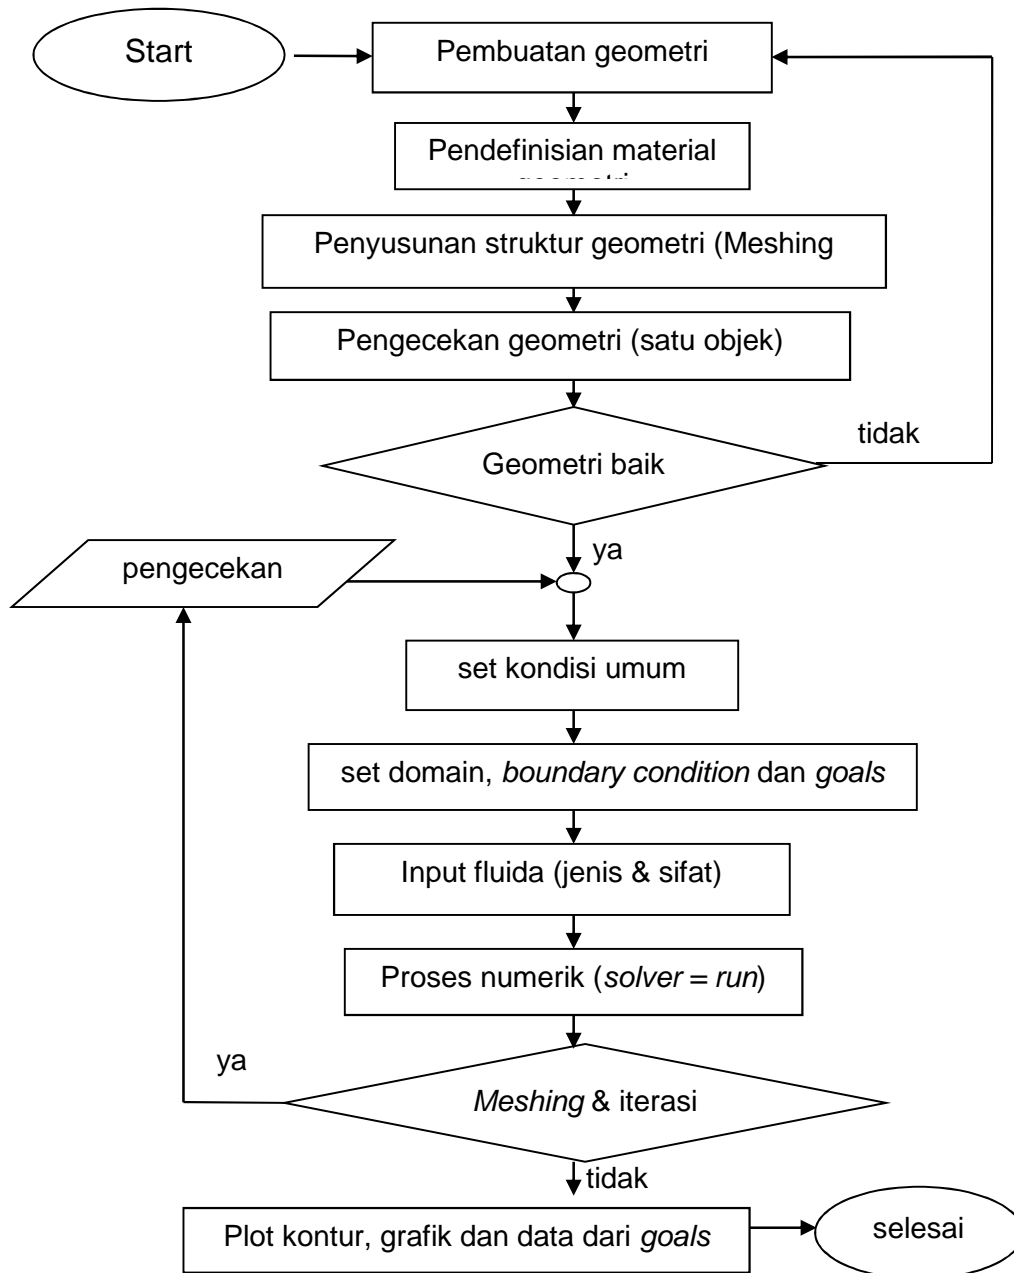 Start
Pembuatan geometri
Pendefinisian material
Penyusunan struktur geometri (Meshing
Pengecekan geometri (satu objek)
tidak
Geometri baik
ya
pengecekan
set kondisi umum
set domain, boundary condition dan goals
Input fluida (jenis & sifat)
Proses numerik (solver = run)
ya
Meshing & iterasi
tidak
Plot kontur, grafik dan data dari goals
selesai